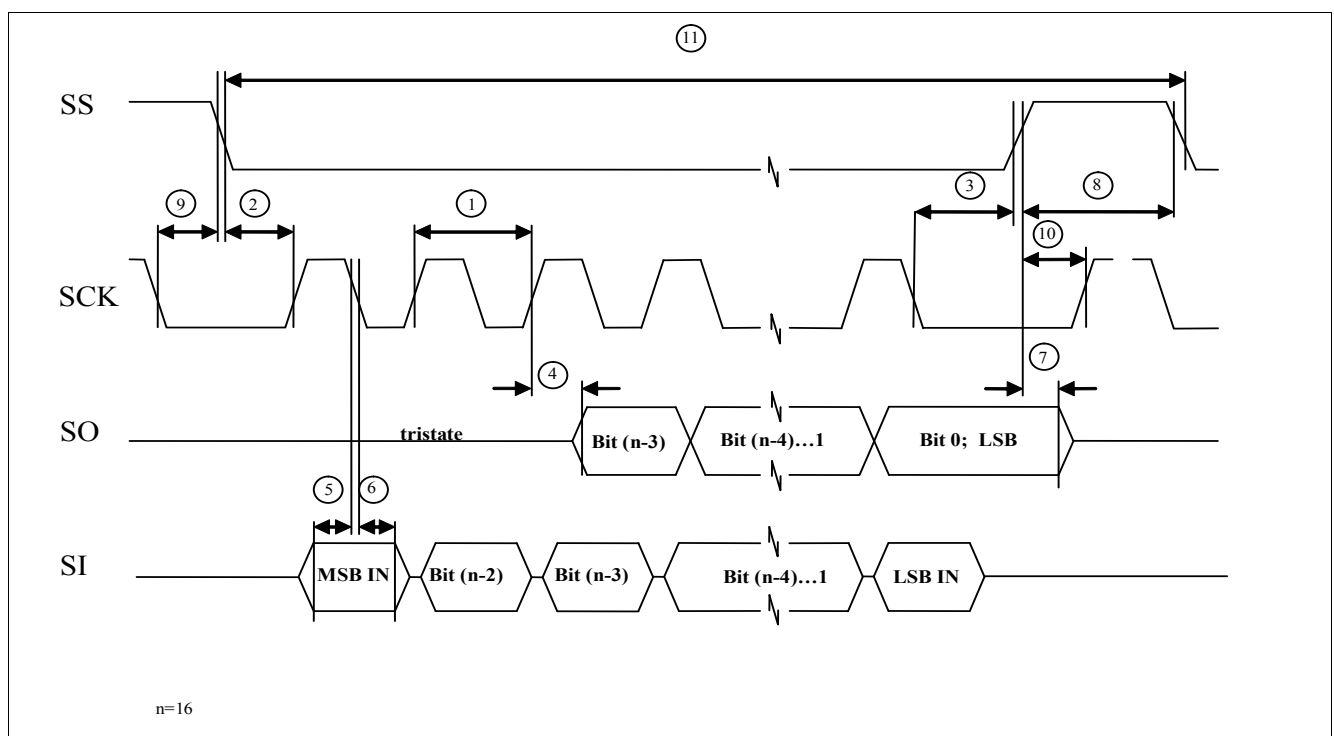 11
SS
9
2
1
3
8
10
SCK
4
7
SO
tristate
Bit (n-3)
Bit (n-4)…1
Bit 0; LSB
5
6
SI
MSB IN
Bit (n-2)
Bit (n-3)
Bit (n-4)…1
LSB IN
n=16